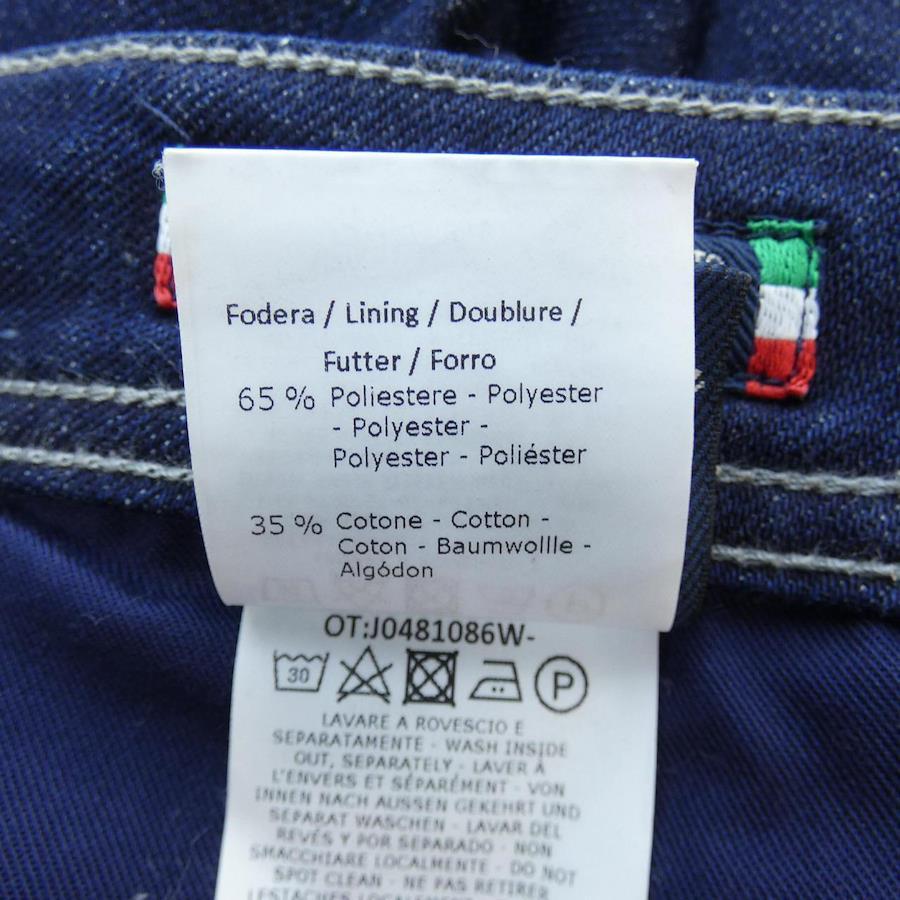 Fodera / Lining / Doublure /
Futter / Forro
65 % Poliestere - Polyester
- Polyester -
Polyester - Poliéster
35 % Cotone - Cotton -
Coton - Baumwollle -
Algódon
OT:J0481086W-
30 P
LAVARE A ROVESCIO E
SEPARATAMENTE - WASH INSIDE
OUT, SEPARATELY - LAVER À
L'ENVERS ET SÉPARÉMENT - VON
INNEN NACH AUSSEN GEKEHRT UND
SEPARAT WASCHEN - LAVAR DEL
REVÉS Y POR SEPARADO - NON
SMACCHIARE LOCALMENTE - DO NOT
SPOT CLEAN - NE PAS RETIRER